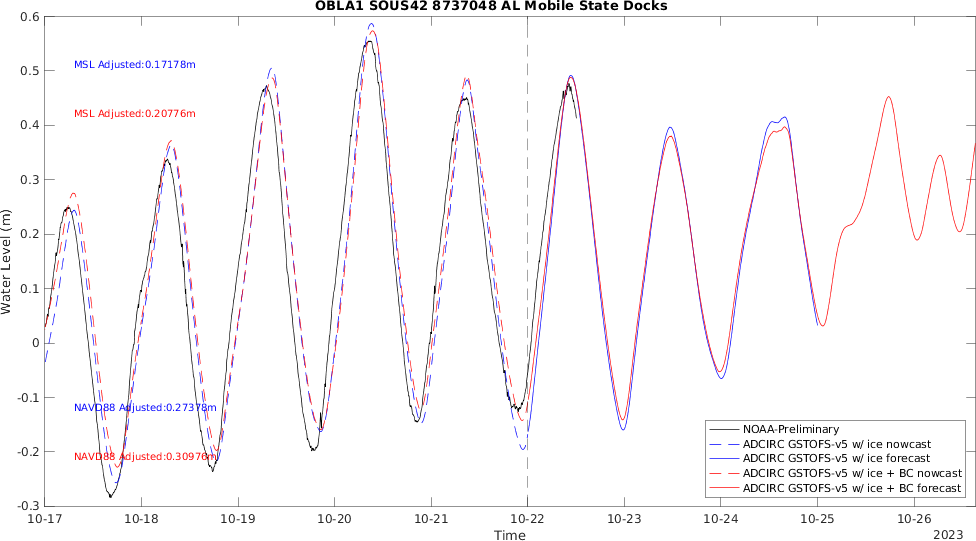 OBLA1 SOUS42 8737048 AL Mobile State Docks
0.6
0.5
0.4
0.3
0.2
0.1
0
-0.1
-0.2
-0.3
Water Level (m)
MSL Adjusted:0.17178m
MSL Adjusted:0.20776m
NAVD88 Adjusted:0.27378m
NAVD88 Adjusted:0.30976m
NOAA-Preliminary
ADCIRC GSTOFS-v5 w/ ice nowcast
ADCIRC GSTOFS-v5 w/ ice forecast
ADCIRC GSTOFS-v5 w/ ice + BC nowcast
ADCIRC GSTOFS-v5 w/ ice + BC forecast
10-17 10-18 10-19 10-20 10-21 10-22 10-23 10-24 10-25 10-26
Time
2023